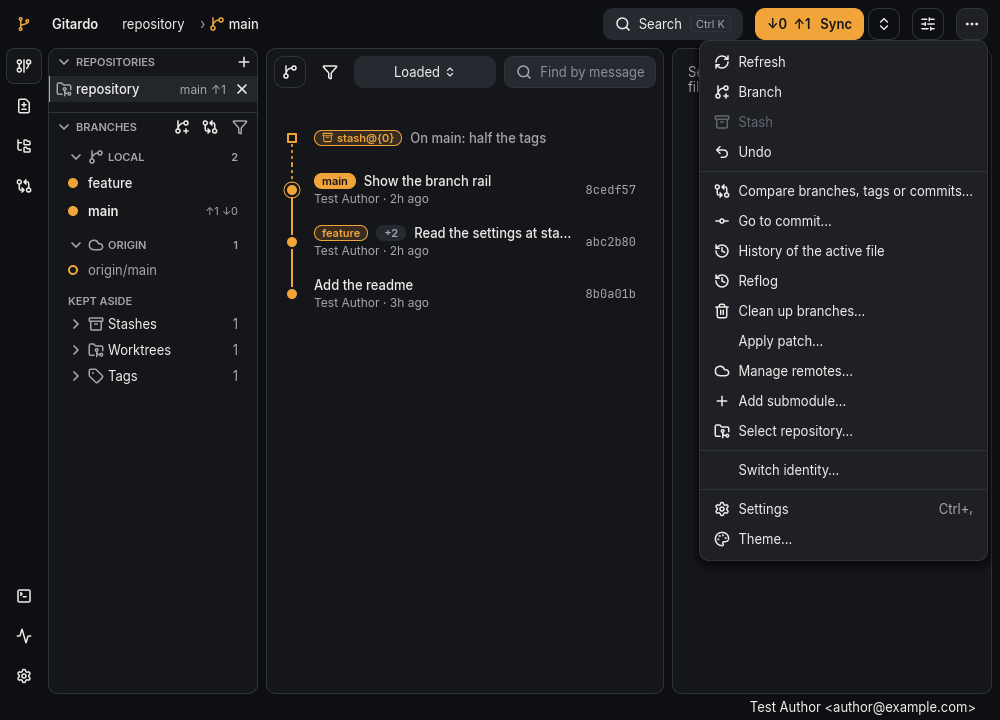 Gitardo repository › main Search Ctrl K ↓0 ↑1 Sync
REPOSITORIES
repository main ↑1
BRANCHES
LOCAL 2
feature
main ↑1 ↓0
ORIGIN 1
origin/main
KEPT ASIDE
Stashes 1
Worktrees 1
Tags 1
Loaded Find by message
stash@{0} On main: half the tags
main Show the branch rail
Test Author · 2h ago 8cedf57
feature +2 Read the settings at sta…
Test Author · 2h ago abc2b80
Add the readme
Test Author · 3h ago 8b0a01b
Refresh
Branch
Stash
Undo
Compare branches, tags or commits…
Go to commit…
History of the active file
Reflog
Clean up branches…
Apply patch…
Manage remotes…
Add submodule…
Select repository…
Switch identity…
Settings Ctrl+,
Theme…
Test Author <author@example.com>